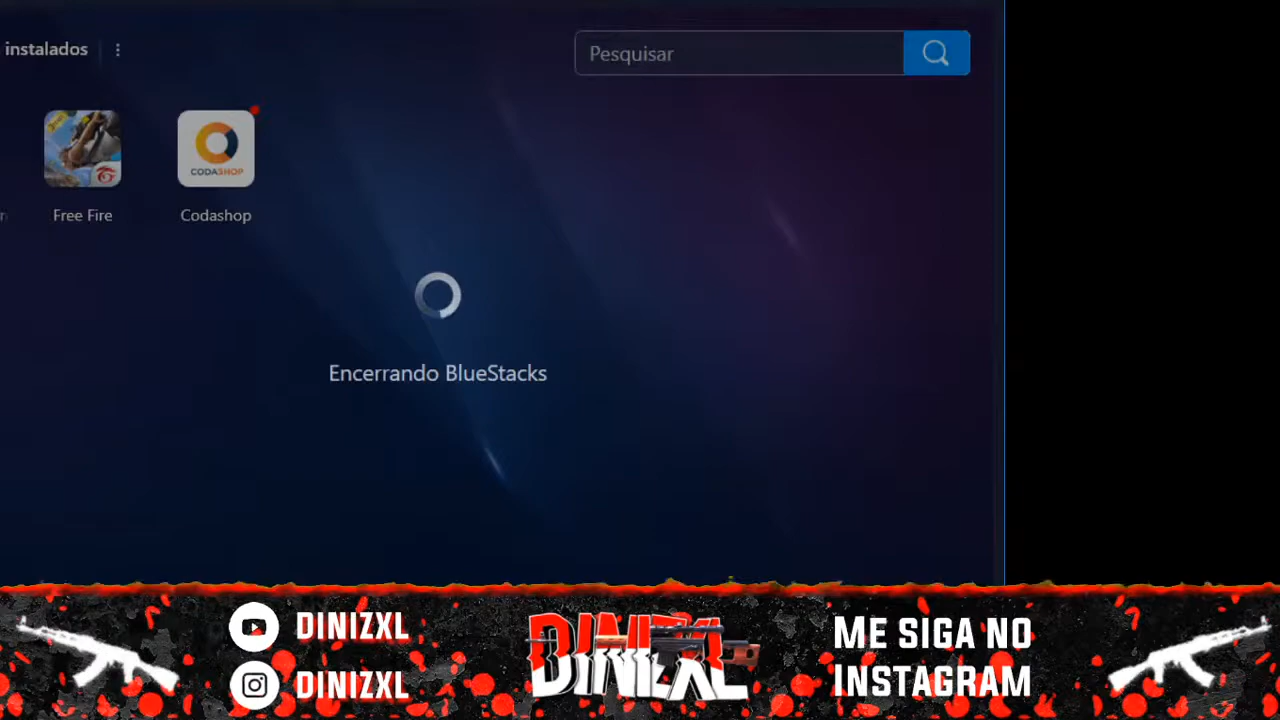 instalados
Pesquisar
CODASHOP
Free Fire
Codashop
Encerrando BlueStacks
DINIZXL
DINIZXL
DINIZXL
ME SIGA NO
INSTAGRAM